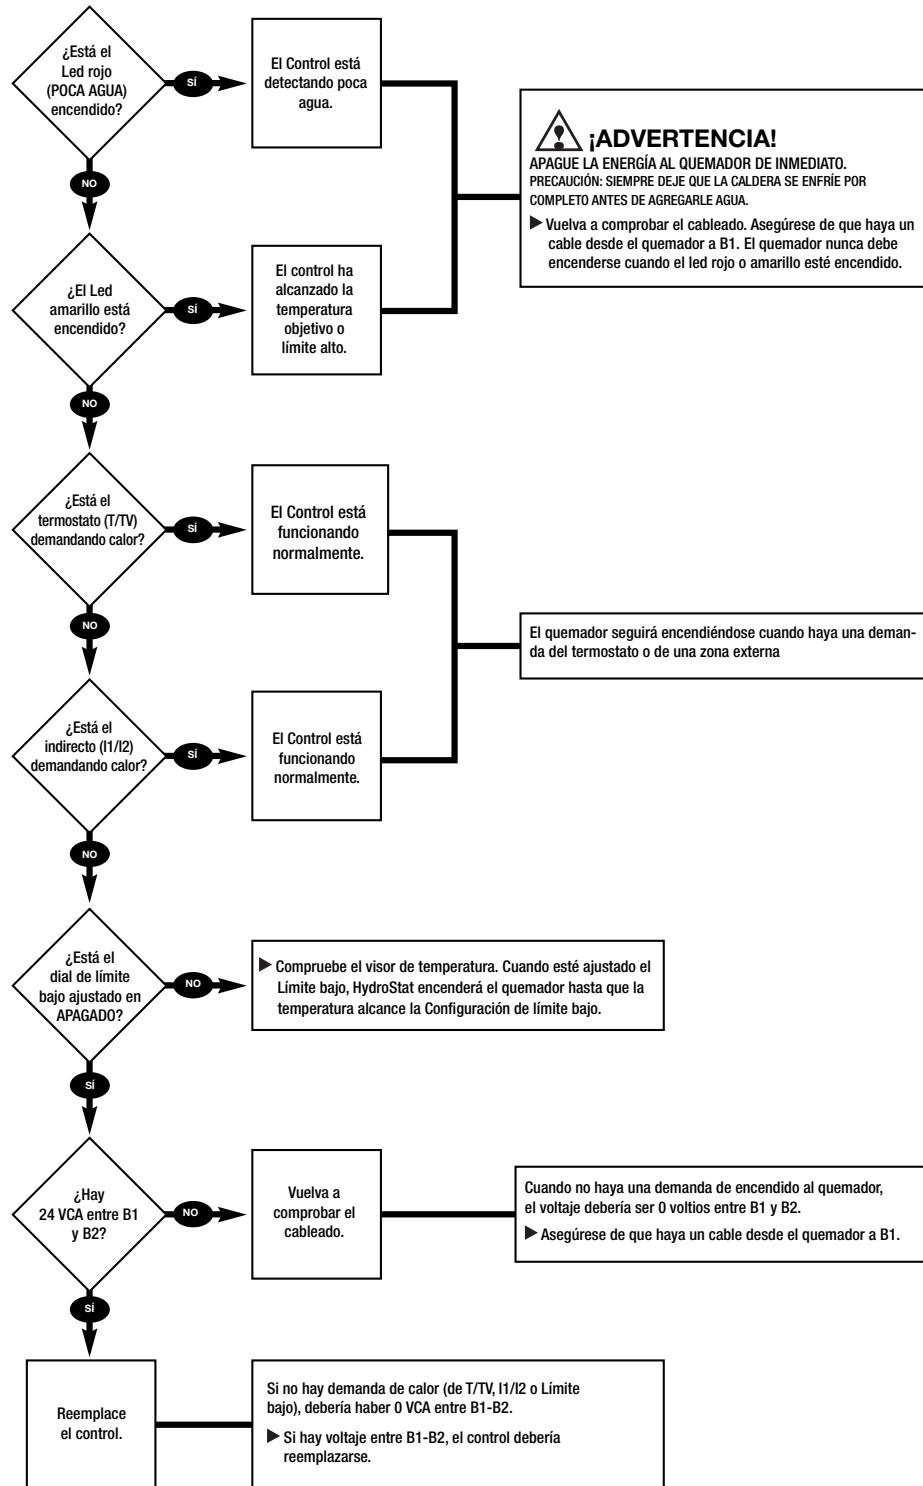 ¿Está el
Led rojo
(POCA AGUA)
encendido?
SÍ
El Control está
detectando poca
agua.
¡ADVERTENCIA!
APAGUE LA ENERGÍA AL QUEMADOR DE INMEDIATO.
PRECAUCIÓN: SIEMPRE DEJE QUE LA CALDERA SE ENFRÍE POR
COMPLETO ANTES DE AGREGARLE AGUA.
▶ Vuelva a comprobar el cableado. Asegúrese de que haya un
cable desde el quemador a B1. El quemador nunca debe
encenderse cuando el led rojo o amarillo esté encendido.
NO
¿El Led
amarillo está
encendido?
SÍ
El control ha
alcanzado la
temperatura
objetivo o
límite alto.
NO
¿Está el
termostato (T/TV)
demandando calor?
SÍ
El Control está
funcionando
normalmente.
El quemador seguirá encendiéndose cuando haya una deman-
da del termostato o de una zona externa
NO
¿Está el
indirecto (I1/I2)
demandando calor?
SÍ
El Control está
funcionando
normalmente.
NO
¿Está el
dial de límite
bajo ajustado en
APAGADO?
NO
▶ Compruebe el visor de temperatura. Cuando esté ajustado el
Límite bajo, HydroStat encenderá el quemador hasta que la
temperatura alcance la Configuración de límite bajo.
SÍ
¿Hay
24 VCA entre B1
y B2?
NO
Vuelva a
comprobar el
cableado.
Cuando no haya una demanda de encendido al quemador,
el voltaje debería ser 0 voltios entre B1 y B2.
▶ Asegúrese de que haya un cable desde el quemador a B1.
SÍ
Reemplace
el control.
Si no hay demanda de calor (de T/TV, I1/I2 o Límite
bajo), debería haber 0 VCA entre B1-B2.
▶ Si hay voltaje entre B1-B2, el control debería
reemplazarse.